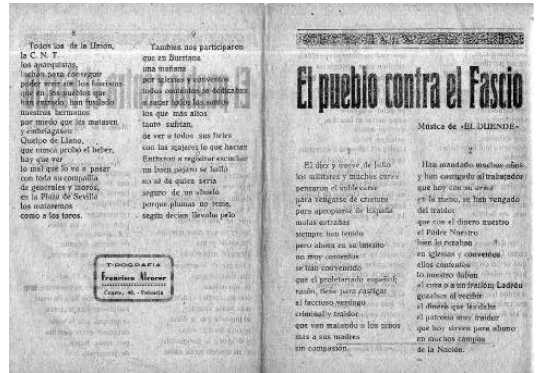 8
Todos los de la Unión,
la C. N. T.
los anarquistas,
luchan para conseguir
poder ver sin los fascistas
que en los pueblos que
han entrado, han fusilado
nuestros hermanos
por miedo que les matasen
Queipo de Llano,
que nunca probó el beber,
hay que ver
lo mal que lo va a pasar
con toda su compañía
de generales y moros,
en la Plaza de Sevilla
los mataremos
como a los toros.
9
Tambien nos participaron
que en Burriana
una mañana
por iglesias y conventos
todos contentos se dedicaban
a sacar todos los santos
los que más altos
tanto sufrían,
de ver a todos sus fieles
con las mujeres lo que hacían
Entraron a registrar escuchar
un buen pájaro se halló
no sé de quien sería
seguro de un abuelo
porque plumas no tenía,
según decían llevaba pelo
TIPOGRAFIA
Francisco Alcocer
Valencia
El pueblo contra el Fascio
Música de «EL DUENDE»
1
El diez y nueve de Julio
los militares y muchos curas
pensaron el sublevarse
para vengarse de criatura
para apropiarse de España
malas entrañas
siempre han tenido
pero ahora en su intento
no muy contentos
se han convencido
que el proletariado español;
razón, tiene para castigar
al faccioso verdugo
criminal y traidor
que van matando a los niños
mas a sus madres
sin compasión.
2
Han mandado muchos años
y han castigado al trabajador
que hoy con su arma
en la mano, se han vengado
del traidor
que con el dinero nuestro
el Padre Nuestro
bien lo rezaban
en iglesias y conventos
ellos contentos
lo nuestro daban
al cura o a un frailón; Ladrón
gozaban al recibir
el dinero que les daba
el patrono muy traidor
que hoy sirven para abono
en muchos campos
de la Nación.